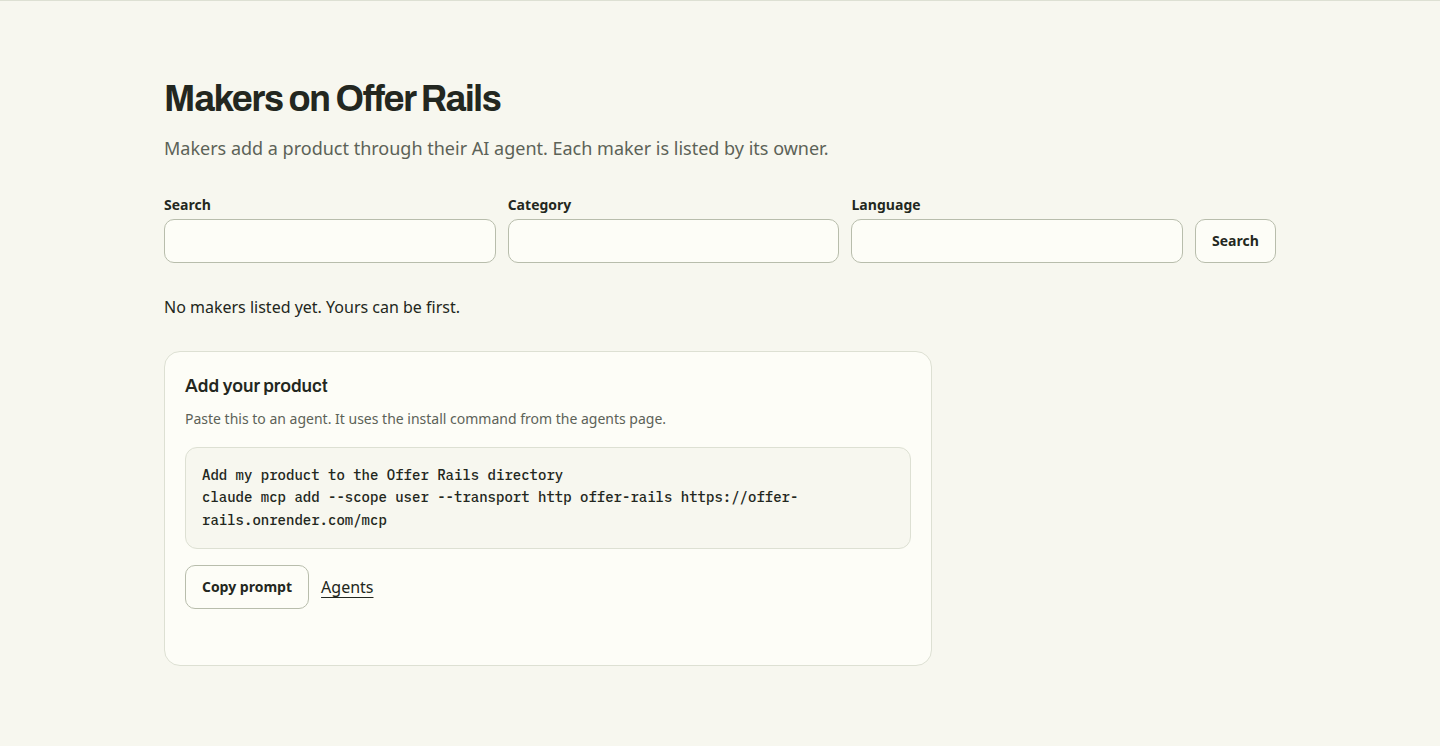 Makers on Offer Rails
Makers add a product through their AI agent. Each maker is listed by its owner.
Search
Category
Language
Search
No makers listed yet. Yours can be first.
Add your product
Paste this to an agent. It uses the install command from the agents page.
Add my product to the Offer Rails directory
claude mcp add --scope user --transport http offer-rails https://offer-
rails.onrender.com/mcp
Copy prompt
Agents